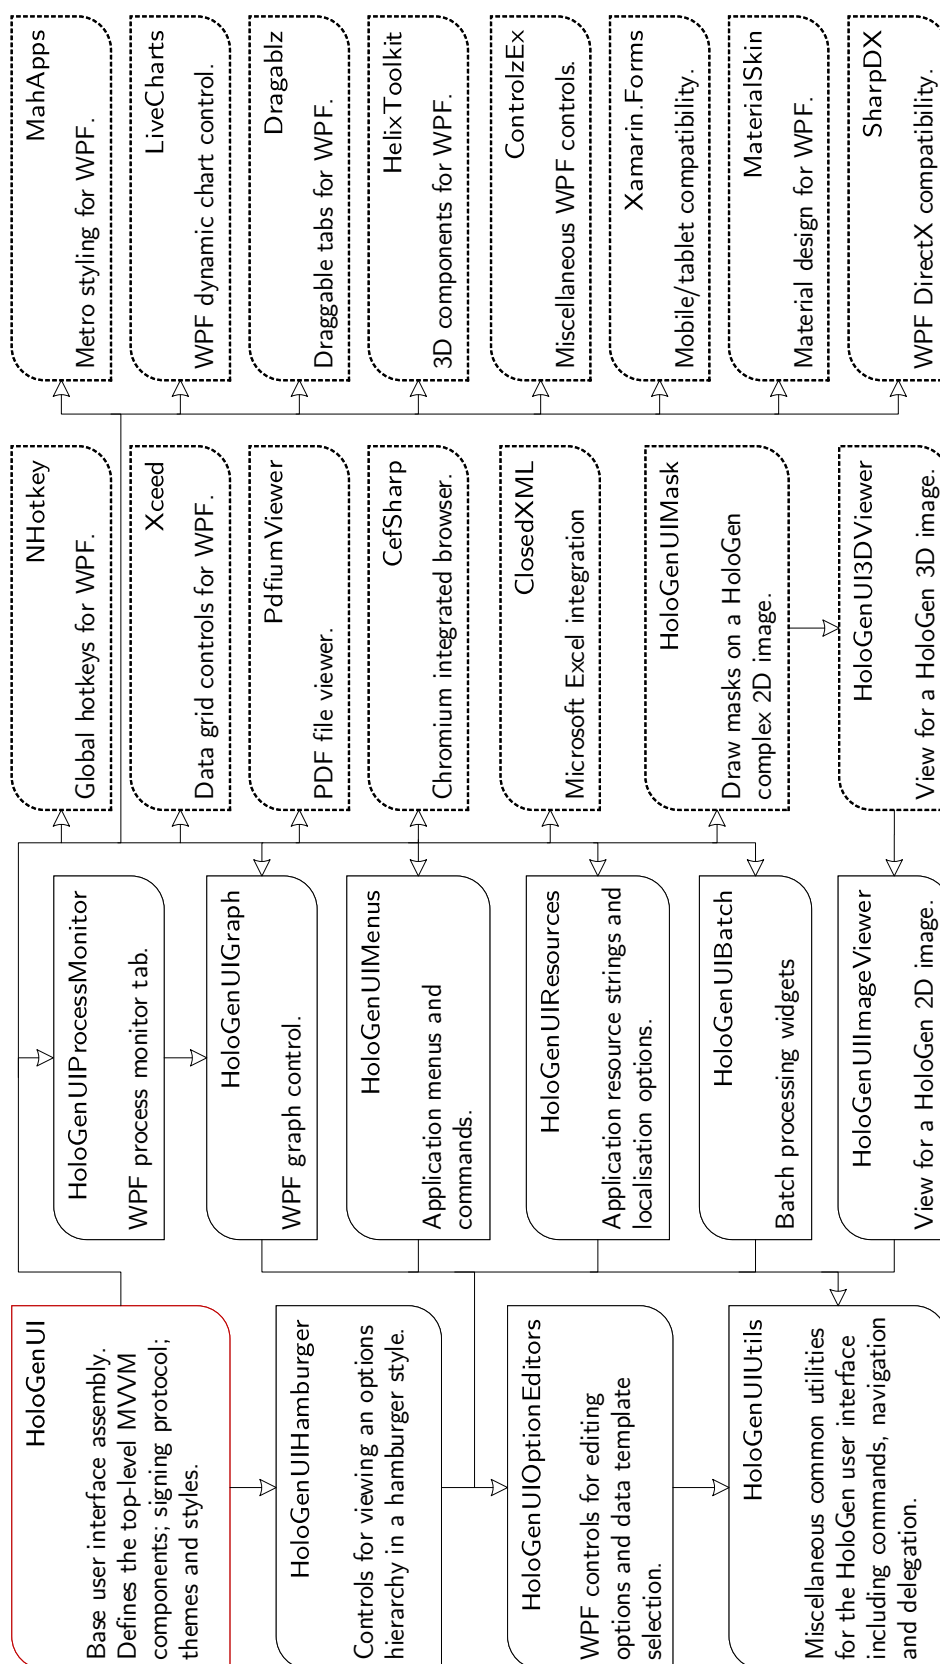 HoloGenUI
Base user interface assembly.
Defines the top-level MVVM
components; signing protocol;
themes and styles.
HoloGenUIHamburger
Controls for viewing an options
hierarchy in a hamburger style.
HoloGenUIOptionEditors
WPF controls for editing
options and data template
selection.
HoloGenUIUtils
Miscellaneous common utilities
for the HoloGen user interface
including commands, navigation
and delegation.
HoloGenUIProcessMonitor
WPF process monitor tab.
HoloGenUIGraph
WPF graph control.
HoloGenUIMenus
Application menus and
commands.
HoloGenUIResources
Application resource strings and
localisation options.
HoloGenUIBatch
Batch processing widgets
HoloGenUIImageViewer
View for a HoloGen 2D image.
NHotkey
Global hotkeys for WPF.
Xceed
Data grid controls for WPF.
PdfiumViewer
PDF file viewer.
CefSharp
Chromium integrated browser.
ClosedXML
Microsoft Excel integration
HoloGenUIMask
Draw masks on a HoloGen
complex 2D image.
HoloGenUI3DViewer
View for a HoloGen 3D image.
MahApps
Metro styling for WPF.
LiveCharts
WPF dynamic chart control.
Dragablz
Draggable tabs for WPF.
HelixToolkit
3D components for WPF.
ControlzEx
Miscellaneous WPF controls.
Xamarin.Forms
Mobile/tablet compatibility.
MaterialSkin
Material design for WPF.
SharpDX
WPF DirectX compatibility.